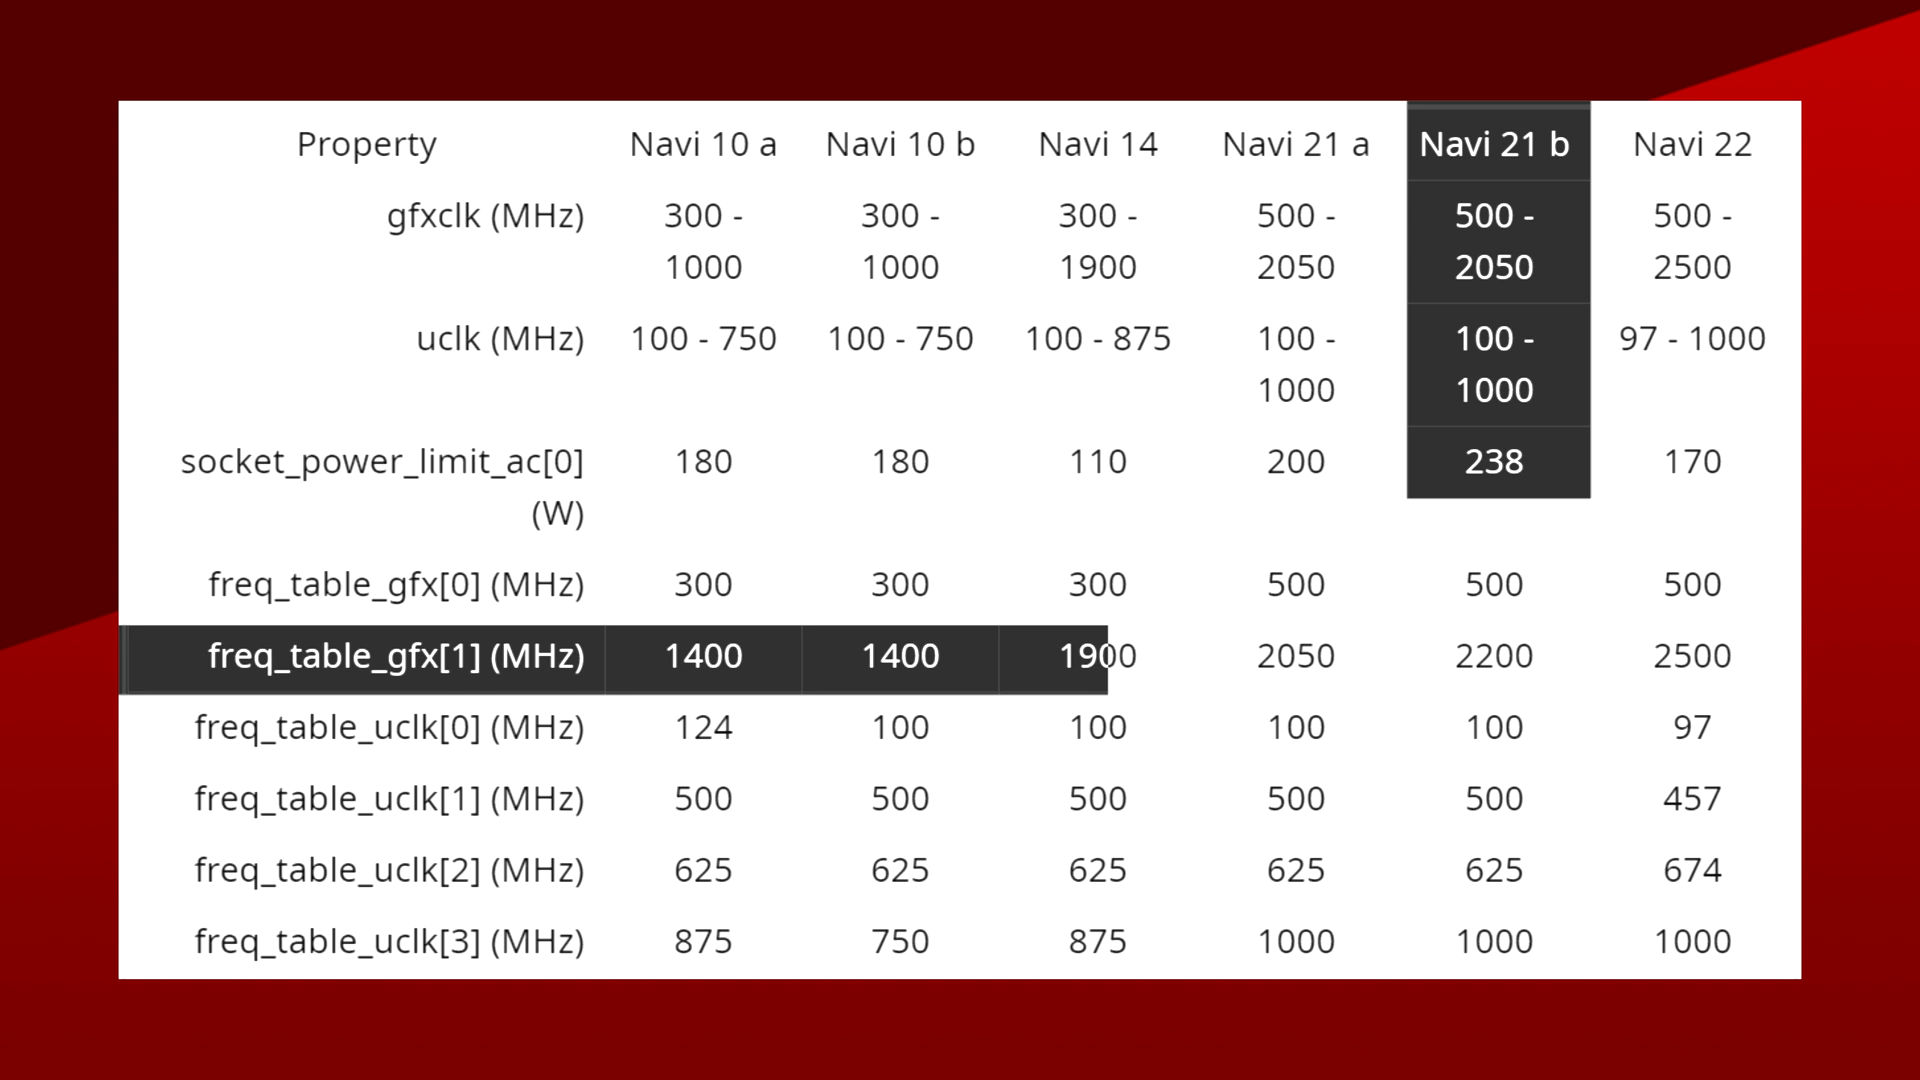 Property Navi 10 a Navi 10 b Navi 14 Navi 21 a Navi 21 b Navi 22
gfxclk (MHz) 300 - 300 - 300 - 500 - 500 - 500 -
1000 1000 1900 2050 2050 2500
uclk (MHz) 100 - 750 100 - 750 100 - 875 100 - 100 - 97 - 1000
1000 1000
socket_power_limit_ac[0] 180 180 110 200 238 170
(W)
freq_table_gfx[0] (MHz) 300 300 300 500 500 500
freq_table_gfx[1] (MHz) 1400 1400 1900 2050 2200 2500
freq_table_uclk[0] (MHz) 124 100 100 100 100 97
freq_table_uclk[1] (MHz) 500 500 500 500 500 457
freq_table_uclk[2] (MHz) 625 625 625 625 625 674
freq_table_uclk[3] (MHz) 875 750 875 1000 1000 1000